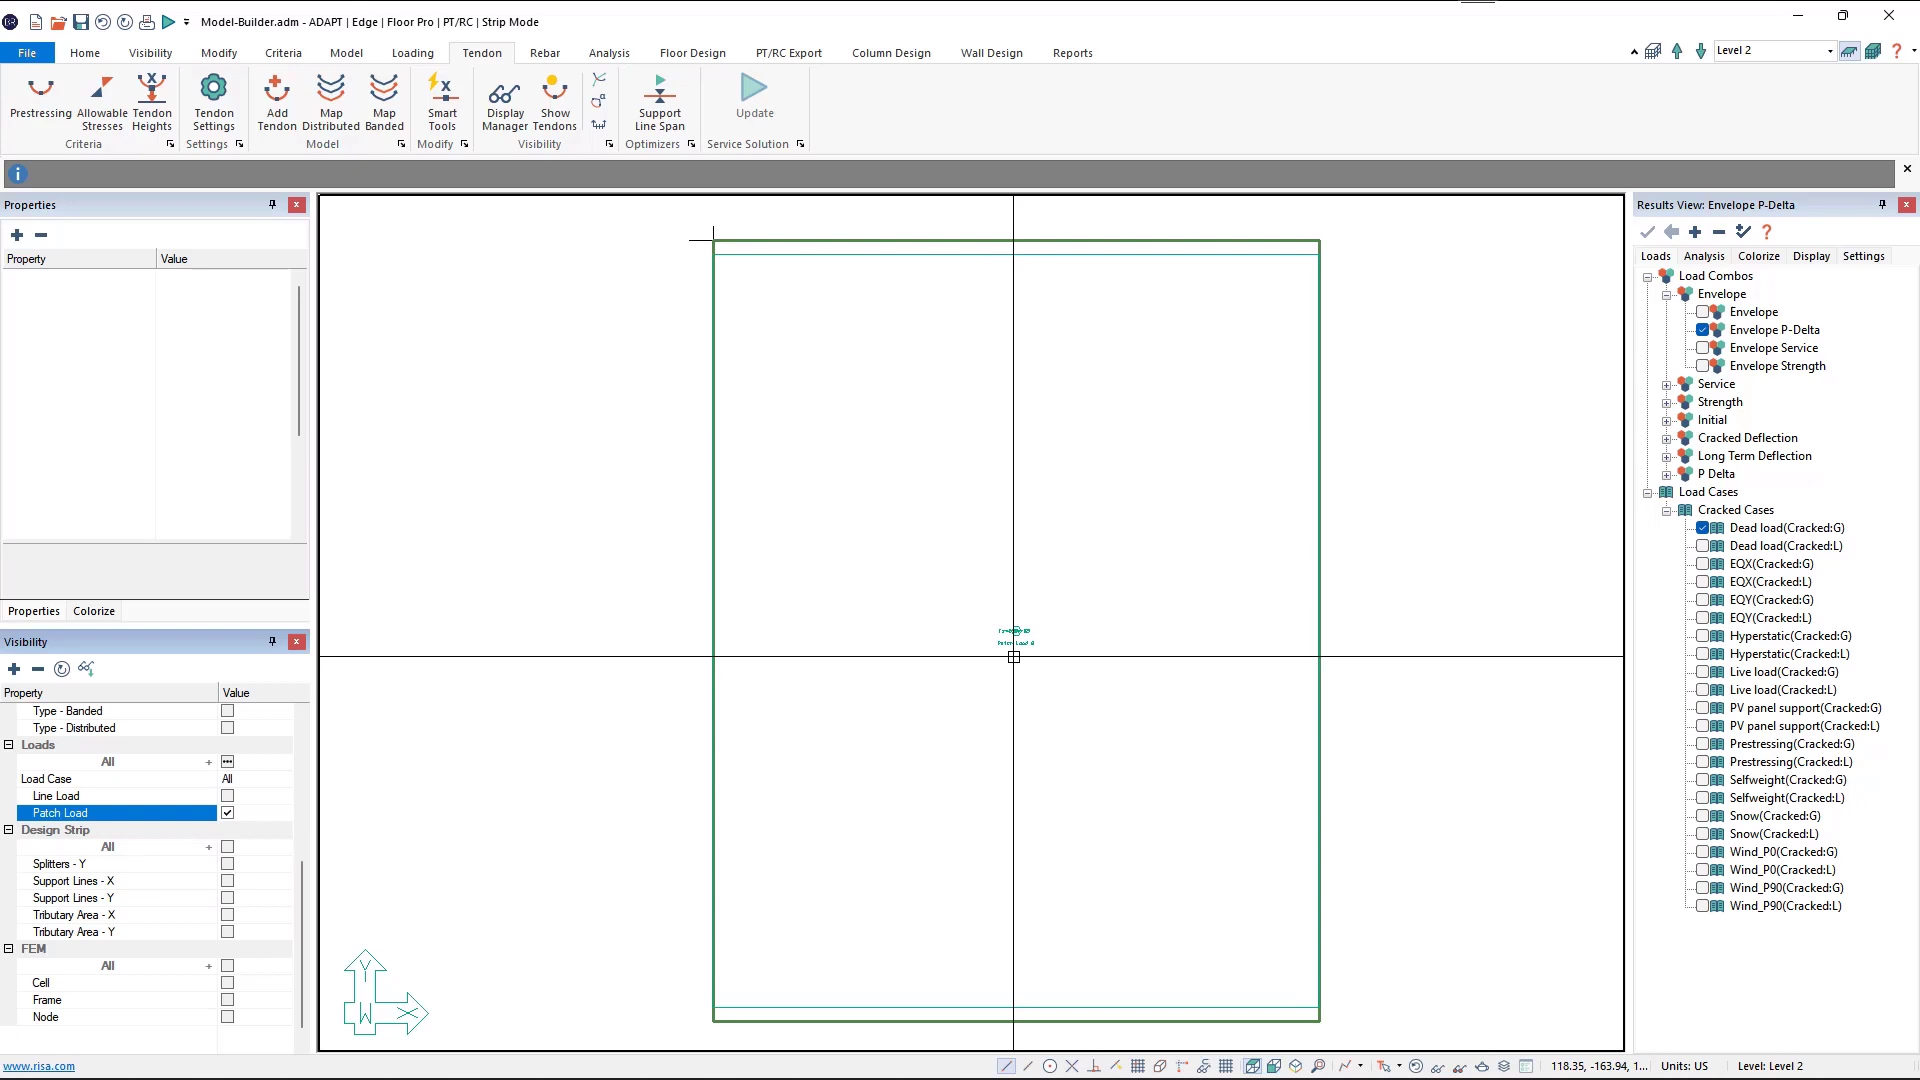 Model-Builder.adm - ADAPT | Edge | Floor Pro | PT/RC | Strip Mode
File Home Visibility Modify Criteria Model Loading Tendon Rebar Analysis Floor Design PT/RC Export Column Design Wall Design Reports
Level 2
Prestressing
Allowable Stresses
Tendon Heights
Tendon Settings
Add Tendon
Map Distributed
Map Banded
Smart Tools
Display Manager
Show Tendons
Support Line Span
Update
Criteria Settings Model Modify Visibility Optimizers Service Solution
Properties
Property Value
Properties Colorize
Visibility
Property Value
Type - Banded
Type - Distributed
Loads
All +
Load Case All
Line Load
Patch Load
Design Strip
All +
Splitters - Y
Support Lines - X
Support Lines - Y
Tributary Area - X
Tributary Area - Y
FEM
All +
Cell
Frame
Node
Y
W X
Results View: Envelope P-Delta
Loads Analysis Colorize Display Settings
Load Combos
Envelope
Envelope
Envelope P-Delta
Envelope Service
Envelope Strength
Service
Strength
Initial
Cracked Deflection
Long Term Deflection
P Delta
Load Cases
Cracked Cases
Dead load(Cracked:G)
Dead load(Cracked:L)
EQX(Cracked:G)
EQX(Cracked:L)
EQY(Cracked:G)
EQY(Cracked:L)
Hyperstatic(Cracked:G)
Hyperstatic(Cracked:L)
Live load(Cracked:G)
Live load(Cracked:L)
PV panel support(Cracked:G)
PV panel support(Cracked:L)
Prestressing(Cracked:G)
Prestressing(Cracked:L)
Selfweight(Cracked:G)
Selfweight(Cracked:L)
Snow(Cracked:G)
Snow(Cracked:L)
Wind_P0(Cracked:G)
Wind_P0(Cracked:L)
Wind_P90(Cracked:G)
Wind_P90(Cracked:L)
www.risa.com
118.35, -163.94, 1... Units: US Level: Level 2